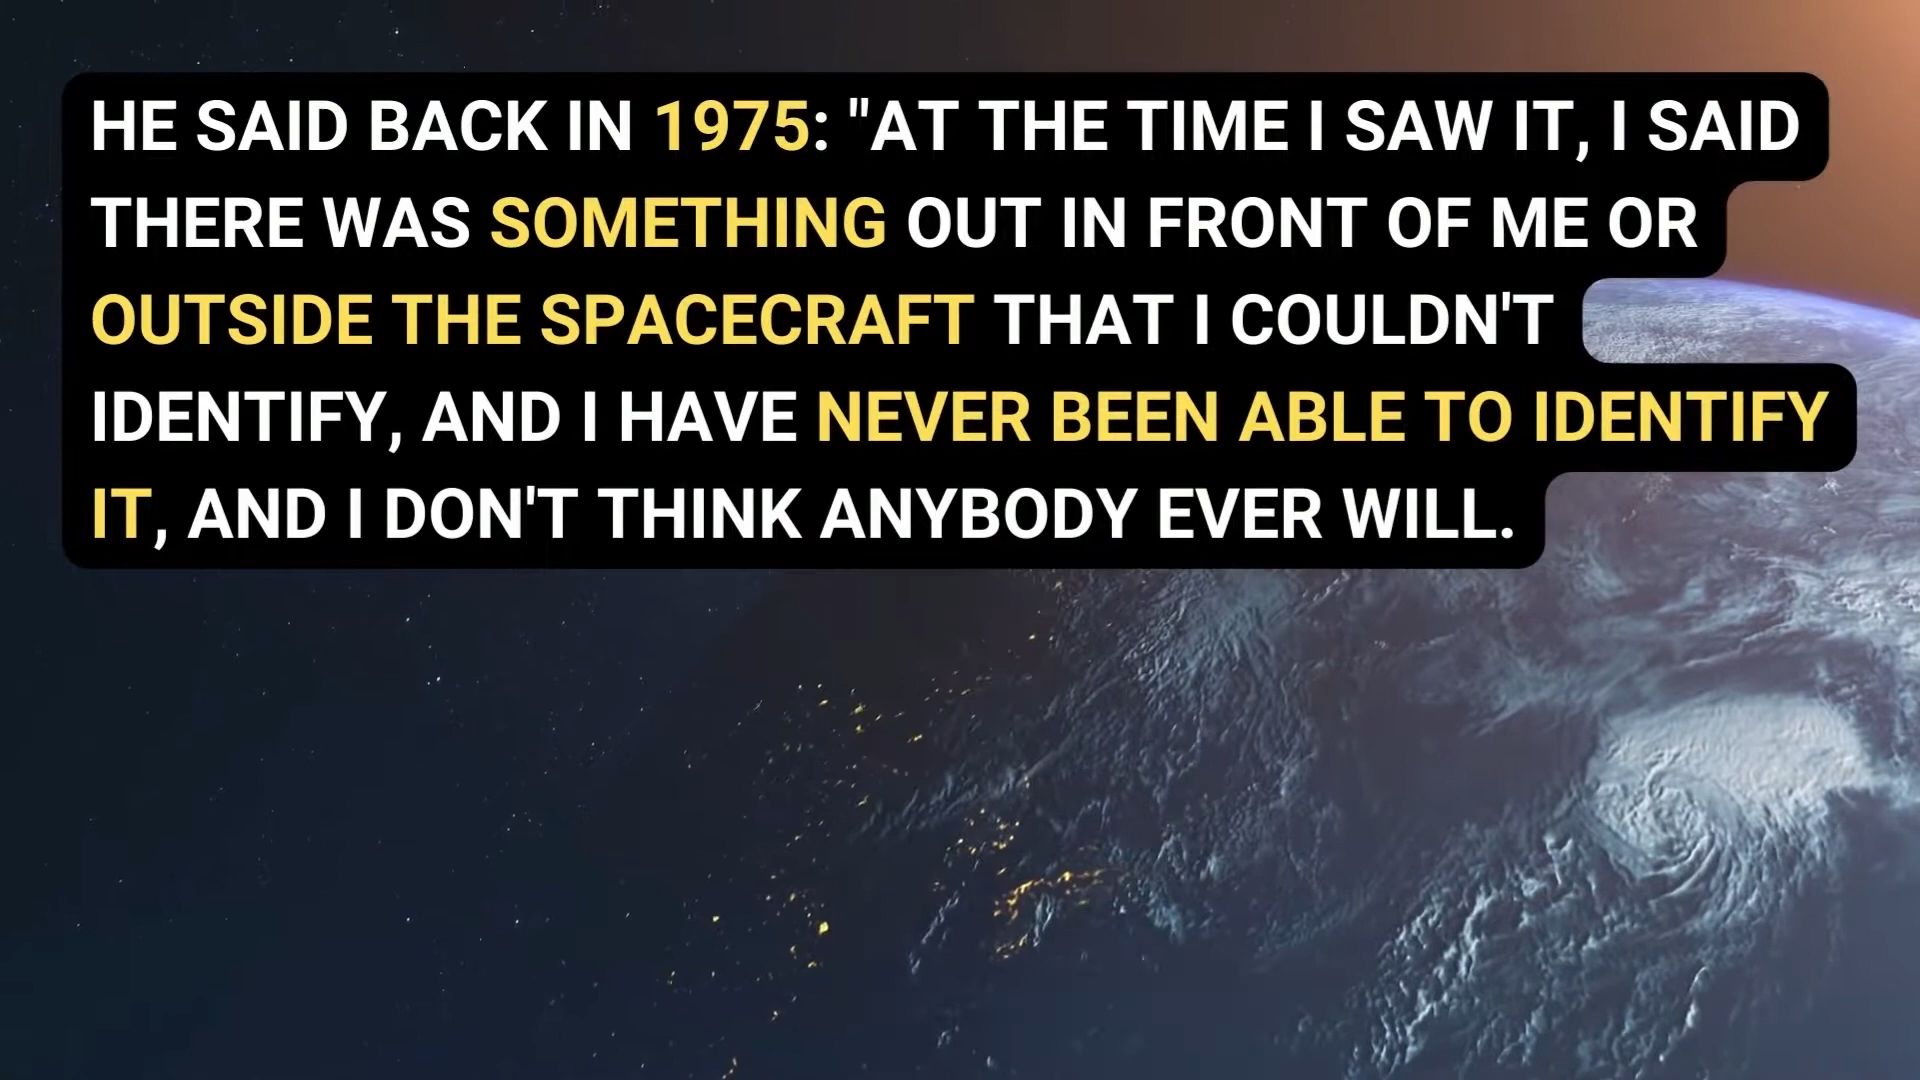 HE SAID BACK IN 1975: "AT THE TIME I SAW IT, I SAID
THERE WAS SOMETHING OUT IN FRONT OF ME OR
OUTSIDE THE SPACECRAFT THAT I COULDN'T
IDENTIFY, AND I HAVE NEVER BEEN ABLE TO IDENTIFY
IT, AND I DON'T THINK ANYBODY EVER WILL.